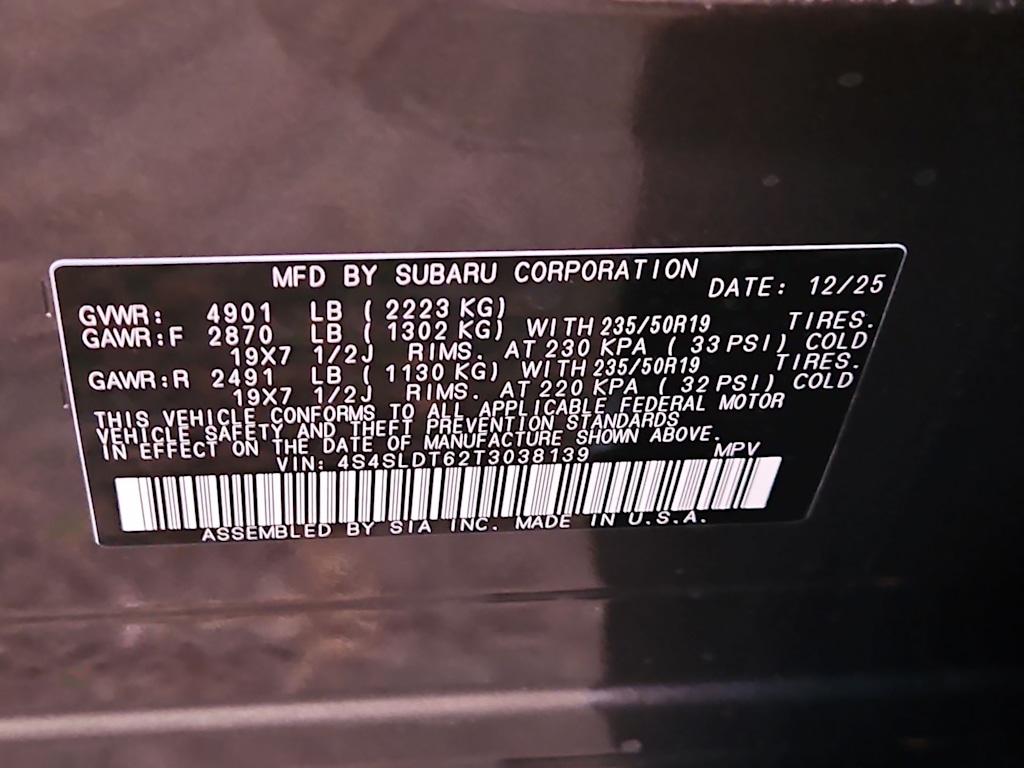 MFD BY SUBARU CORPORATION DATE: 12/25
GVWR: 4901 LB ( 2223 KG)
GAWR:F 2870 LB ( 1302 KG) WITH 235/50R19 TIRES.
19X7 1/2J RIMS. AT 230 KPA ( 33 PSI) COLD
GAWR:R 2491 LB ( 1130 KG) WITH 235/50R19 TIRES.
19X7 1/2J RIMS. AT 220 KPA ( 32 PSI) COLD
THIS VEHICLE CONFORMS TO ALL APPLICABLE FEDERAL MOTOR
VEHICLE SAFETY AND THEFT PREVENTION STANDARDS
IN EFFECT ON THE DATE OF MANUFACTURE SHOWN ABOVE.
VIN: 4S4SLDT62T3038139 MPV
ASSEMBLED BY SIA INC. MADE IN U.S.A.